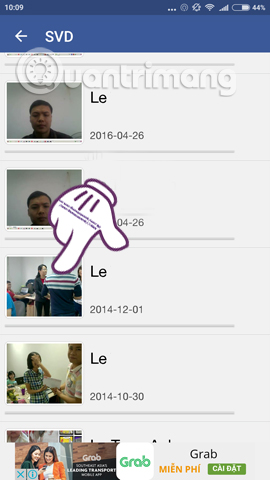 10:09
...
44%
SVD
Quantrimang
Le
2016-04-26
04-26
Le
2014-12-01
Le
2014-10-30
Grab
SOUTHEAST ASIA'S
LEADING TRANSPORT
MOBILE APP
Grab
Grab
MIỄN PHÍ
CÀI ĐẶT